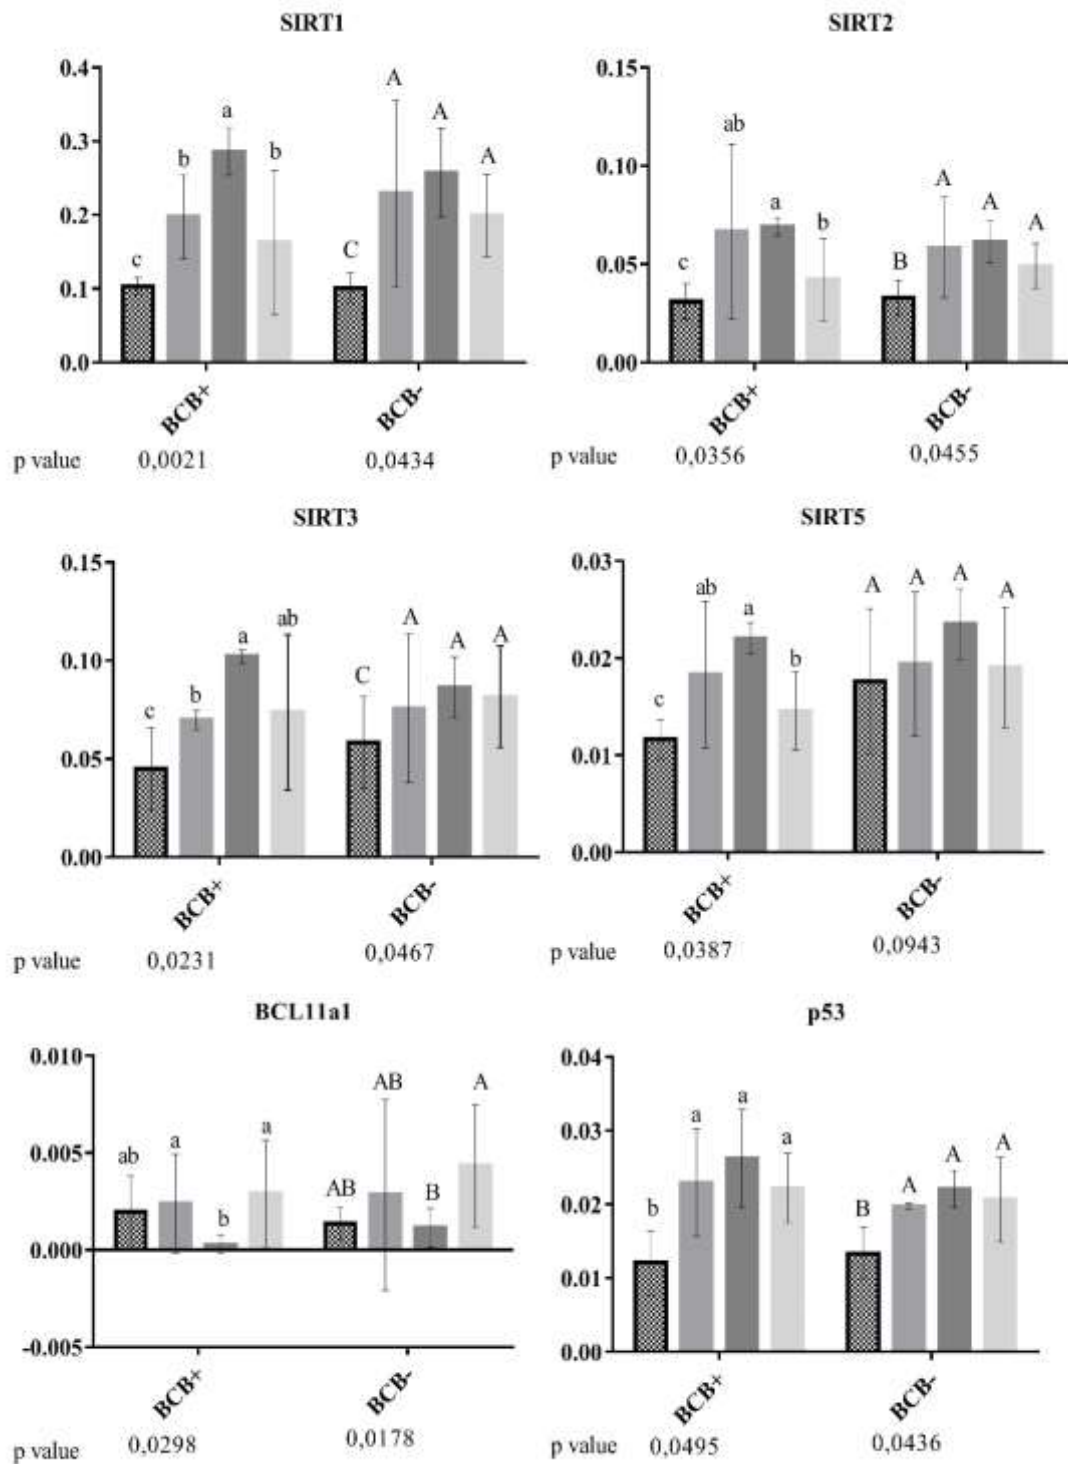 SIRT1
0.4
0.3
0.2
0.1
0.0
c
b
a
b
C
A
A
A
BCB+
BCB-
p value 0,0021 0,0434
SIRT2
0.15
0.10
0.05
0.00
c
ab
a
b
B
A
A
A
BCB+
BCB-
p value 0,0356 0,0455
SIRT3
0.15
0.10
0.05
0.00
c
b
a
ab
C
A
A
A
BCB+
BCB-
p value 0,0231 0,0467
SIRT5
0.03
0.02
0.01
0.00
c
ab
a
b
A
A
A
A
BCB+
BCB-
p value 0,0387 0,0943
BCL11a1
0.010
0.005
0.000
-0.005
ab
a
b
a
AB
AB
B
A
BCB+
BCB-
p value 0,0298 0,0178
p53
0.04
0.03
0.02
0.01
0.00
b
a
a
a
B
A
A
A
BCB+
BCB-
p value 0,0495 0,0436